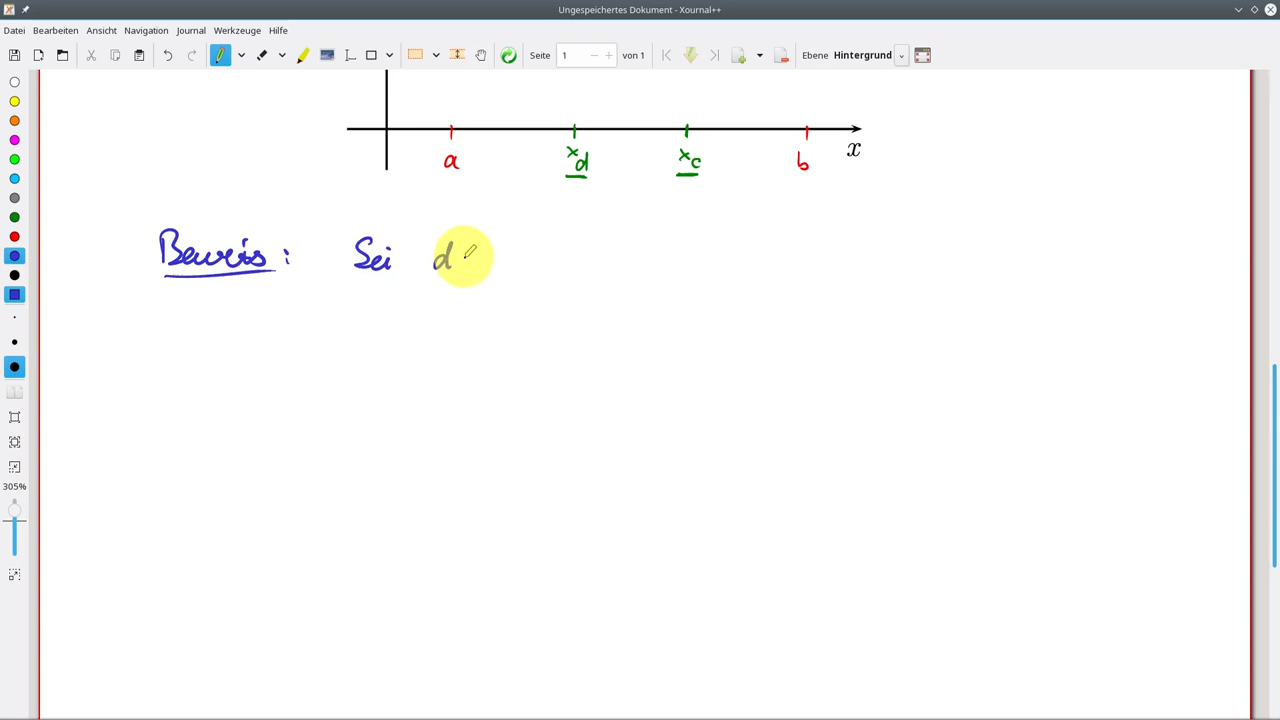 Ungespeichertes Dokument - Xournal++
Datei Bearbeiten Ansicht Navigation Journal Werkzeuge Hilfe
Seite 1 von 1 Ebene Hintergrund
a x_d x_c b x
Beweis: Sei d
305%